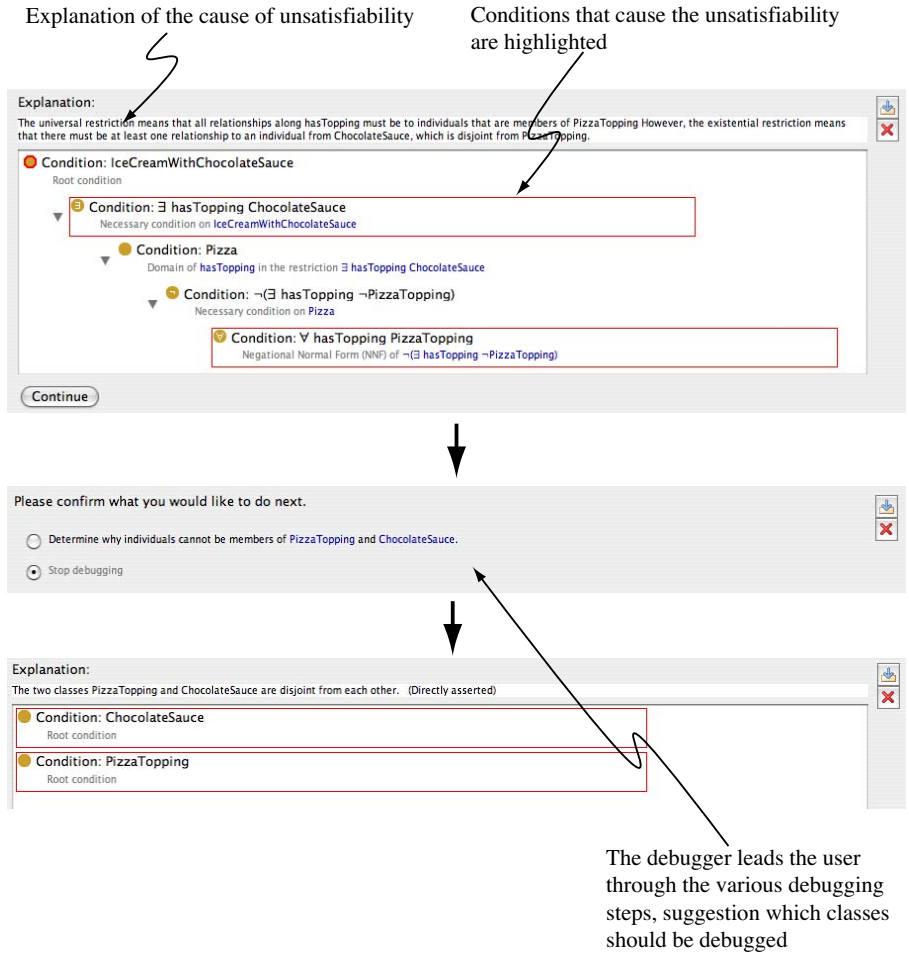 Explanation of the cause of unsatisfiability
Conditions that cause the unsatisfiability
are highlighted
Explanation:
The universal restriction means that all relationships along hasTopping must be to individuals that are members of PizzaTopping However, the existential restriction means
that there must be at least one relationship to an individual from ChocolateSauce, which is disjoint from PizzaTopping.
Condition: IceCreamWithChocolateSauce
Root condition
∃ Condition: ∃ hasTopping ChocolateSauce
Necessary condition on IceCreamWithChocolateSauce
Condition: Pizza
Domain of hasTopping in the restriction ∃ hasTopping ChocolateSauce
¬ Condition: ¬(∃ hasTopping ¬PizzaTopping)
Necessary condition on Pizza
∀ Condition: ∀ hasTopping PizzaTopping
Negational Normal Form (NNF) of ¬(∃ hasTopping ¬PizzaTopping)
Continue
Please confirm what you would like to do next.
Determine why individuals cannot be members of PizzaTopping and ChocolateSauce.
Stop debugging
Explanation:
The two classes PizzaTopping and ChocolateSauce are disjoint from each other. (Directly asserted)
Condition: ChocolateSauce
Root condition
Condition: PizzaTopping
Root condition
The debugger leads the user
through the various debugging
steps, suggestion which classes
should be debugged